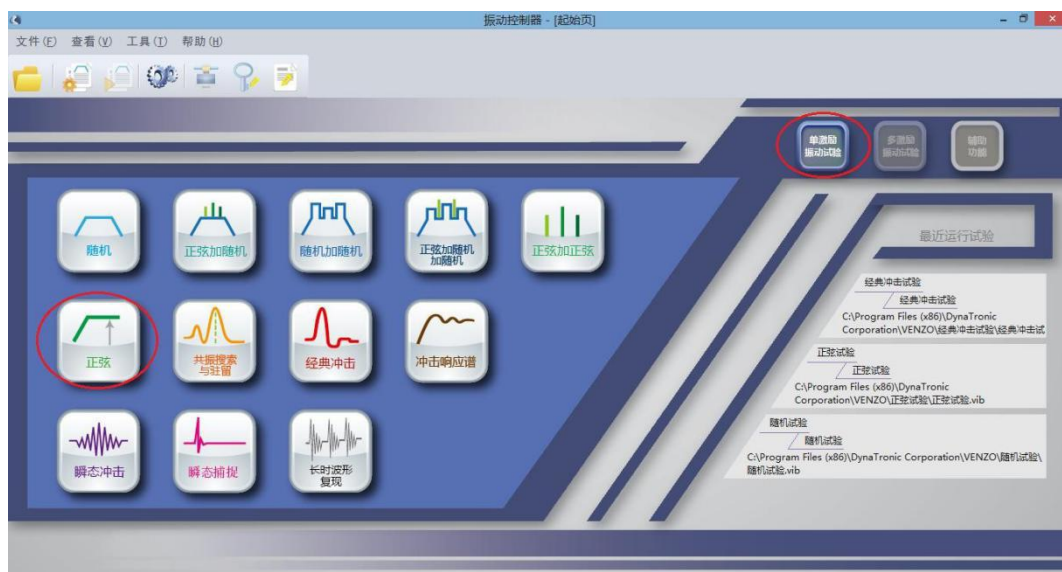 振动控制器 - [起始页]
文件(F) 查看(V) 工具(T) 帮助(H)
单激励
振动试验
多激励
振动试验
辅助
功能
随机
正弦加随机
随机加随机
正弦加随机
加随机
正弦加正弦
正弦
共振搜索
与驻留
经典冲击
冲击响应谱
瞬态冲击
瞬态捕捉
长时波形
复现
最近运行试验
经典冲击试验
经典冲击试验
C:\Program Files (x86)\DynaTronic
Corporation\VENZO\经典冲击试验\经典冲击试
正弦试验
正弦试验
C:\Program Files (x86)\DynaTronic
Corporation\VENZO\正弦试验\正弦试验.vib
随机试验
随机试验
C:\Program Files (x86)\DynaTronic Corporation\VENZO\随机试验\
随机试验.vib